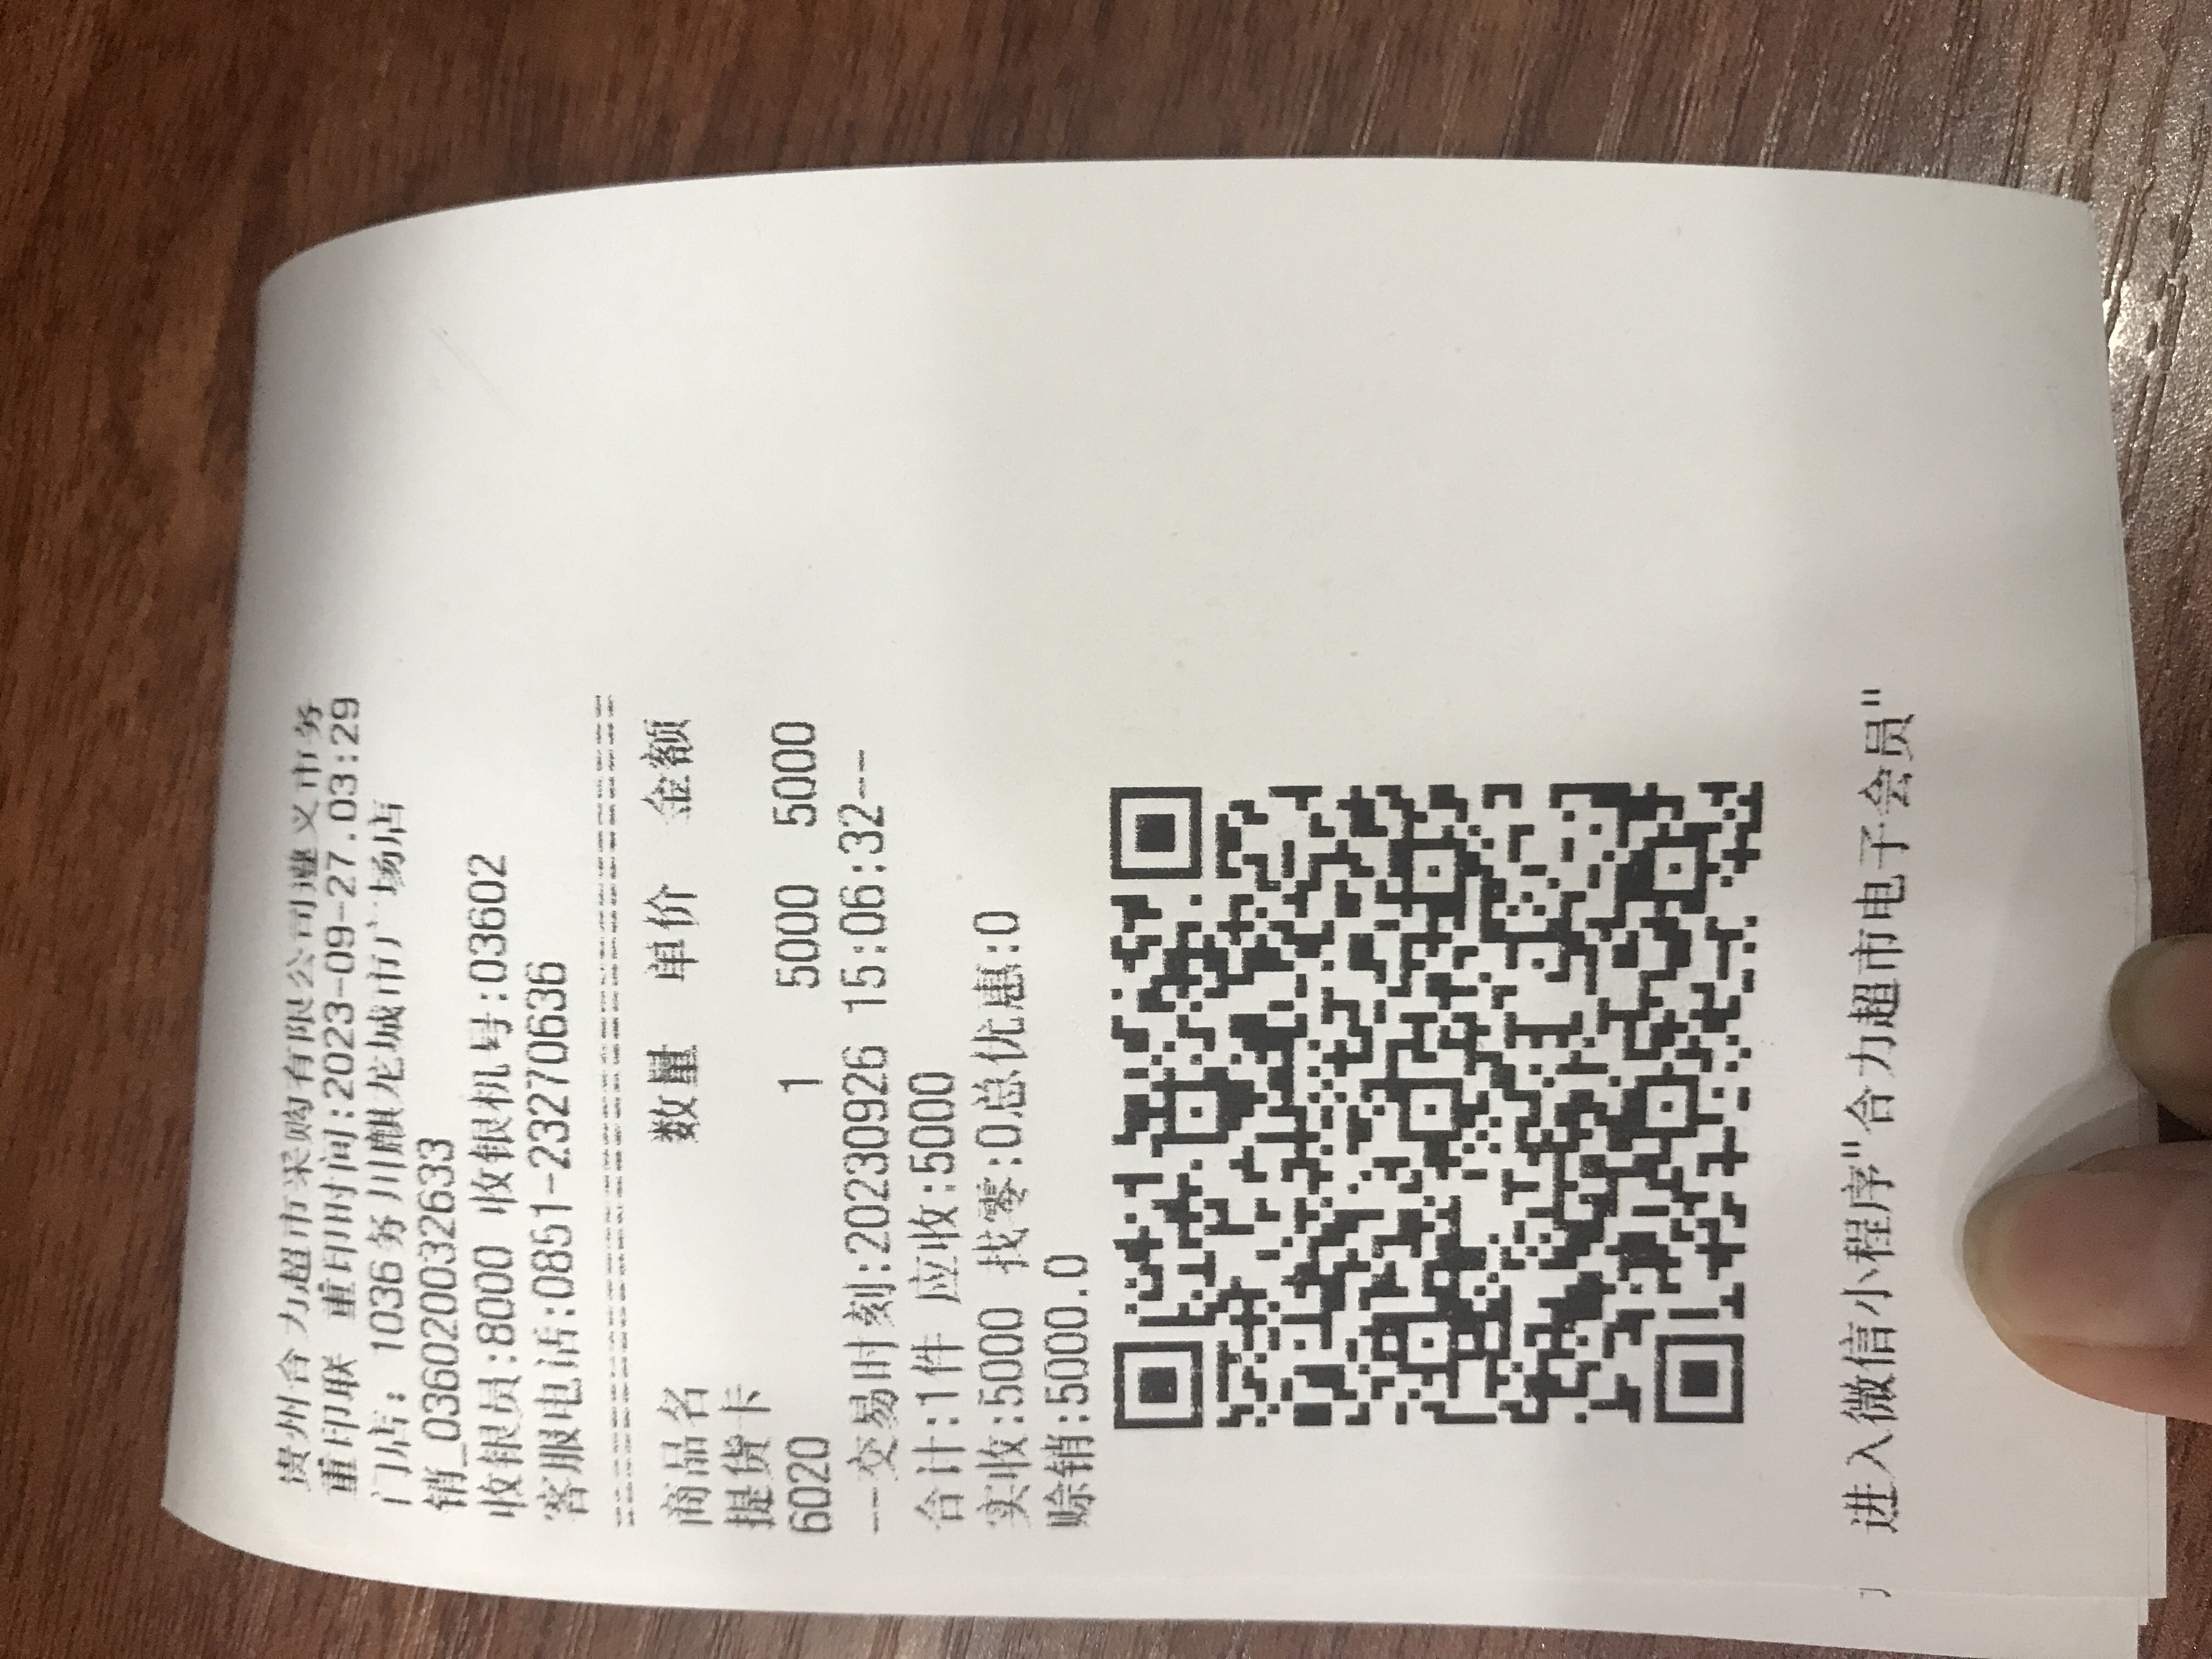 贵州合力超市采购有限公司遵义市务
重印联 重印时间:2023-09-27.03:29
门店: 1036务川麒龙城市广场店
销_036020032633
收银员:8000 收银机号:03602
客服电话:0851-23270636
商品名 数量 单价 金额
提货卡
6020 1 5000 5000
--交易时刻:20230926 15:06:32--
合计:1件 应收:5000
实收:5000 找零:0总优惠:0
赊销:5000.0
进入微信小程序"合力超市电子会员"